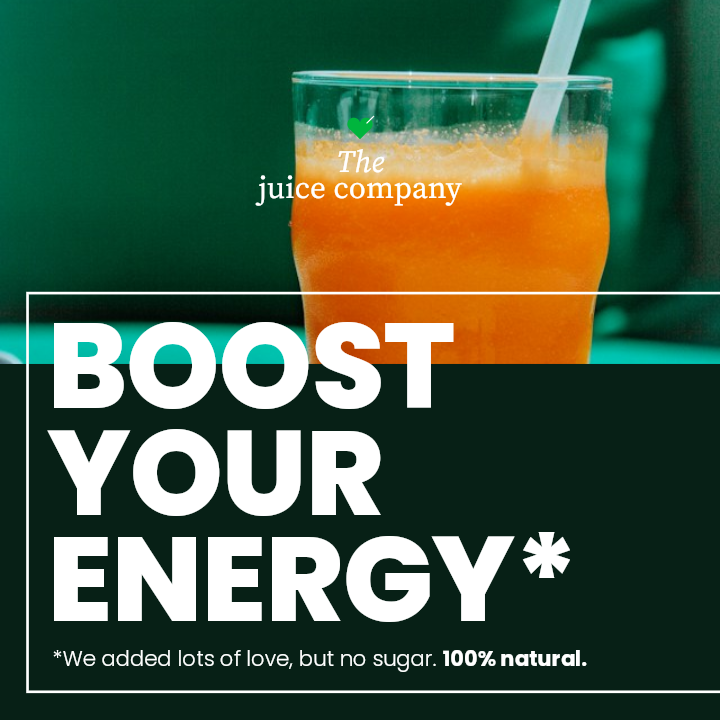 The
juice company
BOOST
YOUR
ENERGY*
*We added lots of love, but no sugar. 100% natural.